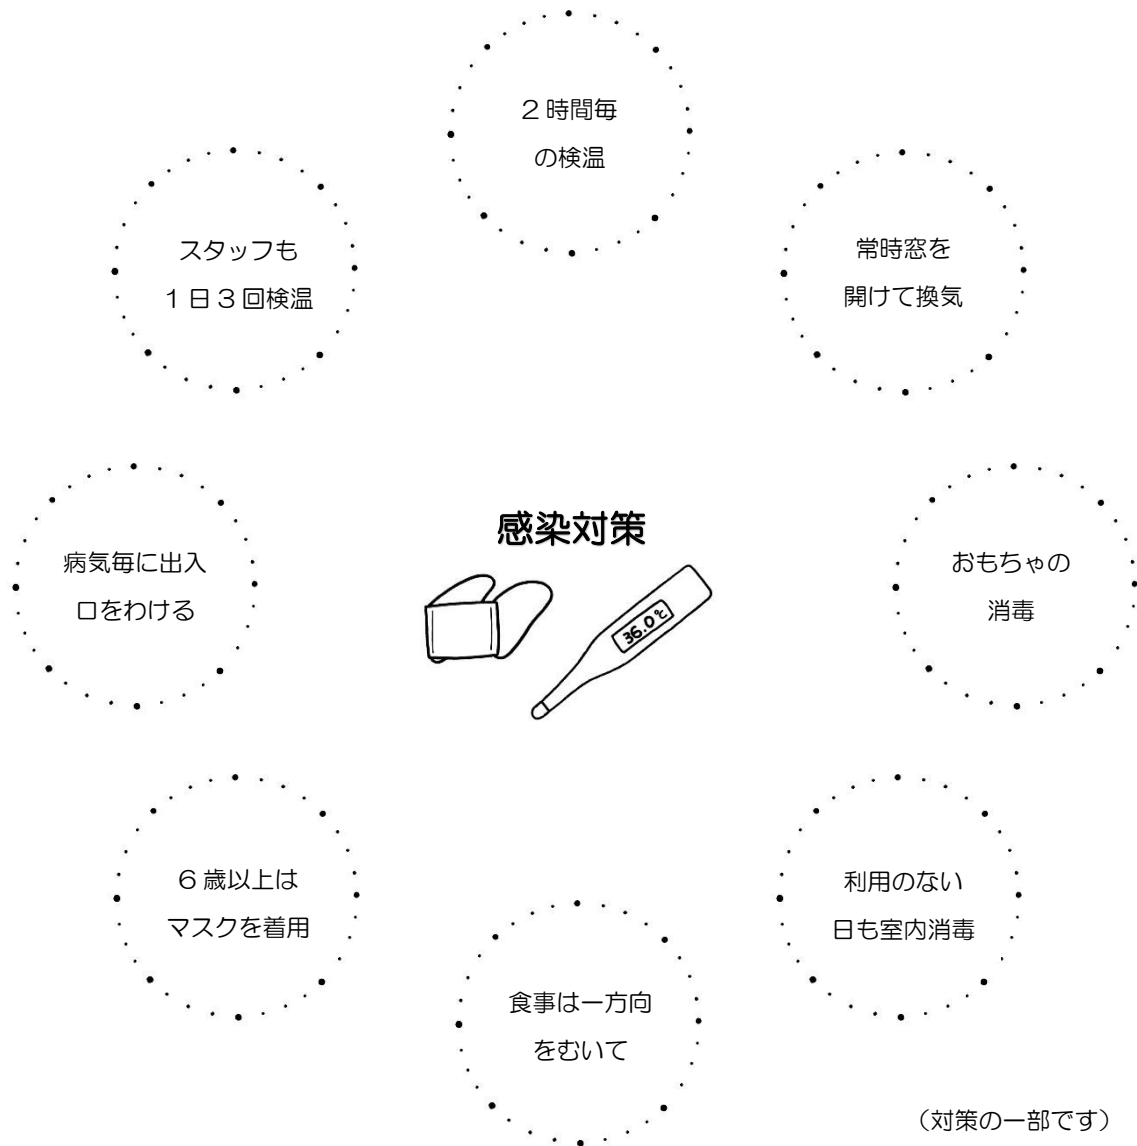 2時間毎
の検温
スタッフも
1日3回検温
常時窓を
開けて換気
病気毎に出入
口をわける
感染対策
36.0℃
おもちゃの
消毒
6歳以上は
マスクを着用
利用のない
日も室内消毒
食事は一方向
をむいて
（対策の一部です）